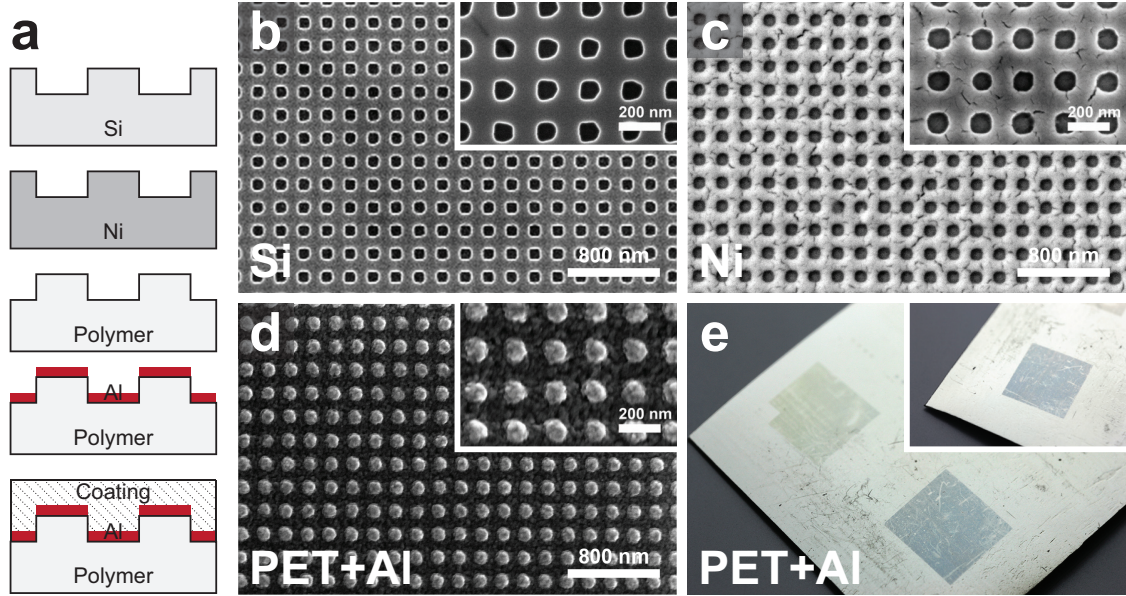 a
Si
Ni
Polymer
Al
Polymer
Coating
Al
Polymer
b
200 nm
Si
800 nm
c
200 nm
Ni
800 nm
d
200 nm
PET+Al
800 nm
e
PET+Al